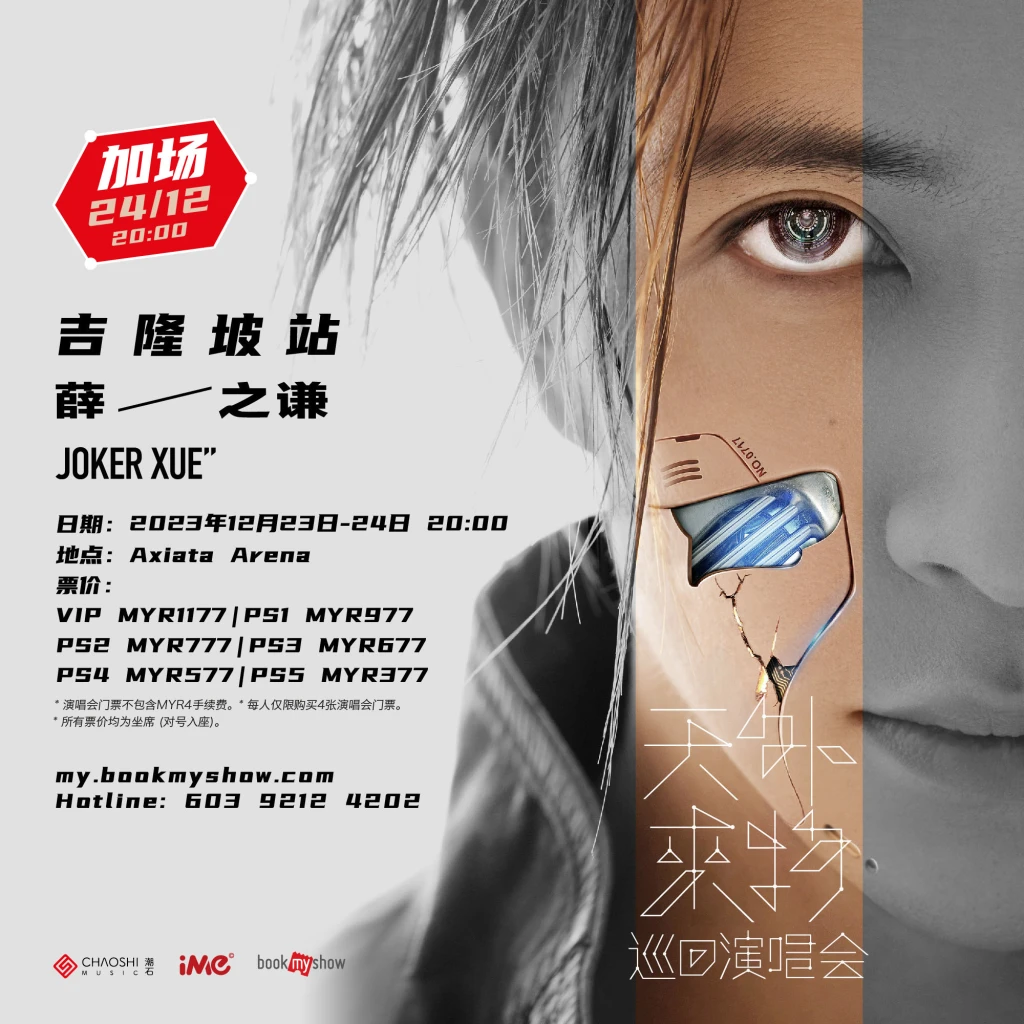 加场
24/12
20:00
吉隆坡站
薛之谦
JOKER XUE”
日期: 2023年12月23日-24日 20:00
地点: Axiata Arena
票价:
VIP MYR1177|PS1 MYR977
PS2 MYR777|PS3 MYR677
PS4 MYR577|PS5 MYR377
* 演唱会门票不包含MYR4手续费。* 每人仅限购买4张演唱会门票。
* 所有票价均为坐席 (对号入座)。
my.bookmyshow.com
Hotline: 603 9212 4202
NO.0717
天外
來物
巡回演唱会
CHAOSHI 潮石
MUSIC
iMe
bookmyshow